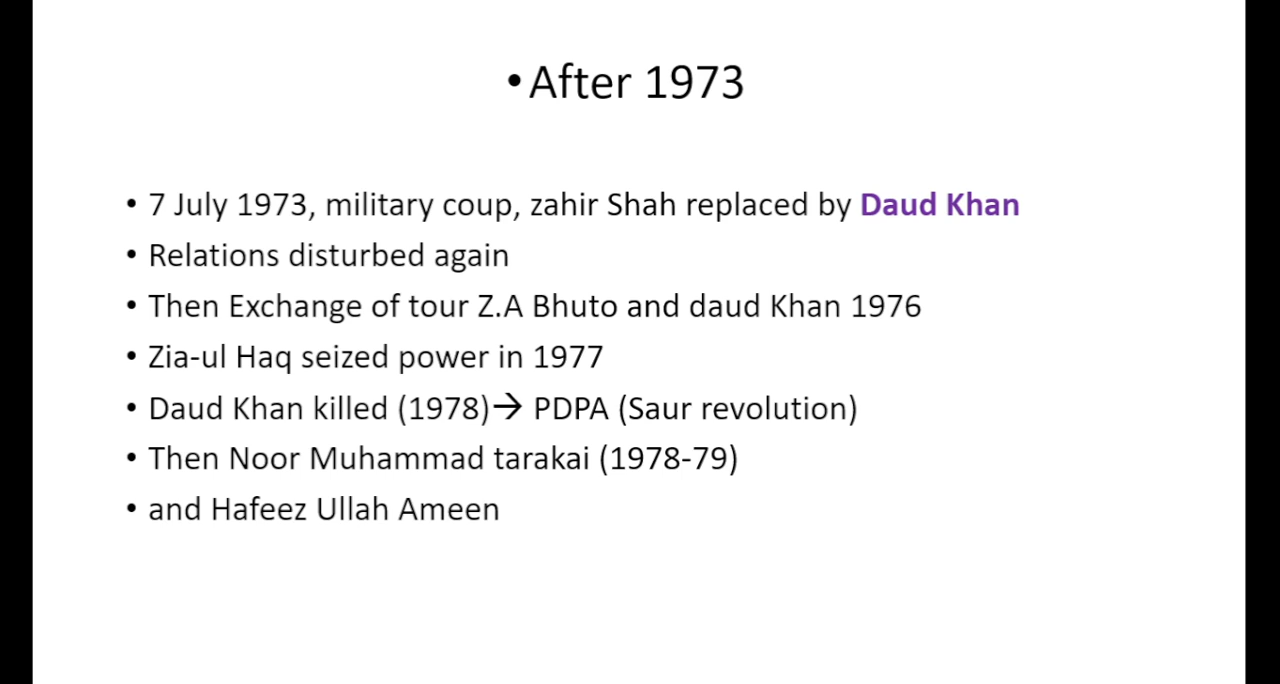 •After 1973
• 7 July 1973, military coup, zahir Shah replaced by Daud Khan
• Relations disturbed again
• Then Exchange of tour Z.A Bhuto and daud Khan 1976
• Zia-ul Haq seized power in 1977
• Daud Khan killed (1978)→ PDPA (Saur revolution)
• Then Noor Muhammad tarakai (1978-79)
• and Hafeez Ullah Ameen